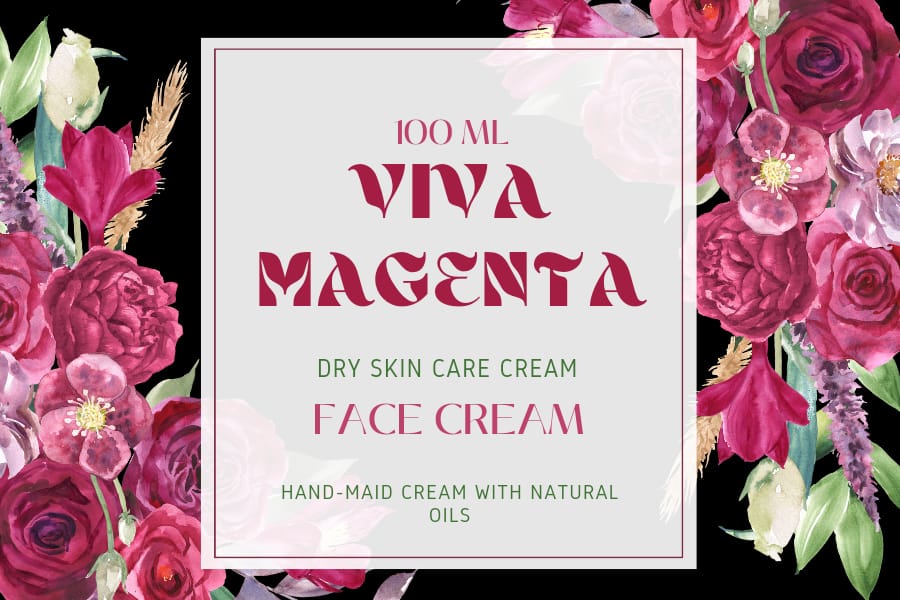 100 ML
VIVA
MAGENTA
DRY SKIN CARE CREAM
FACE CREAM
HAND-MAID CREAM WITH NATURAL
OILS